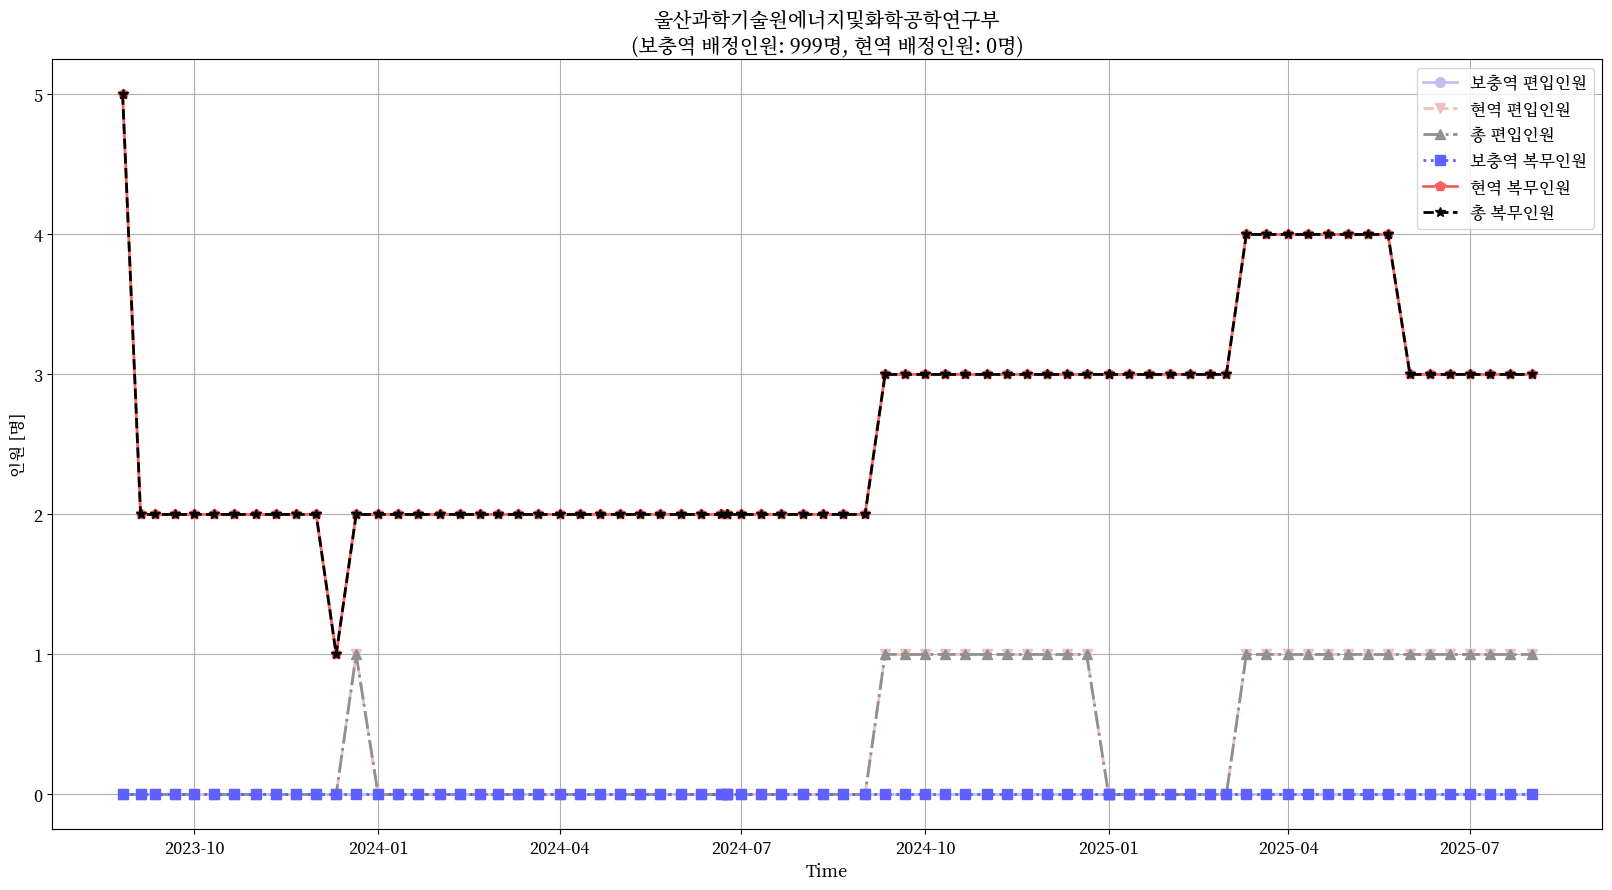 울산과학기술원에너지및화학공학연구부
(보충역 배정인원: 999명, 현역 배정인원: 0명)
보충역 편입인원
현역 편입인원
총 편입인원
보충역 복무인원
현역 복무인원
총 복무인원
인원 [명]
5
4
3
2
1
0
2023-10
2024-01
2024-04
2024-07
2024-10
2025-01
2025-04
2025-07
Time